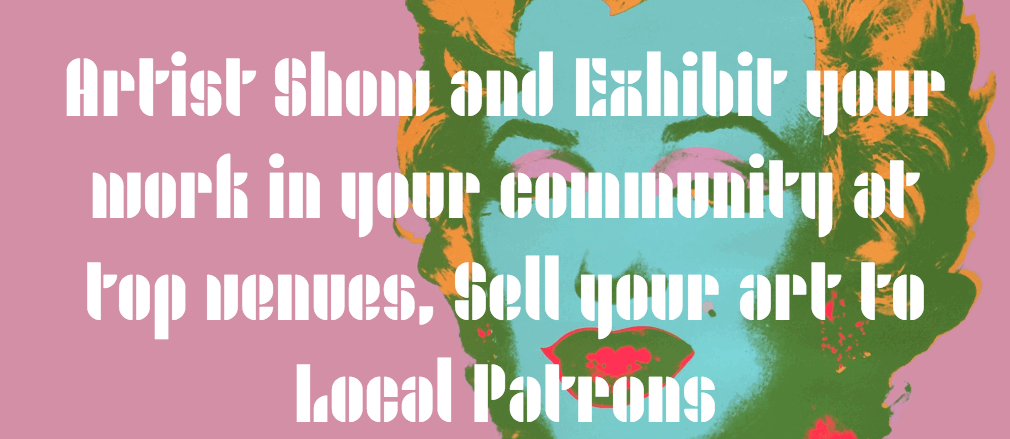 Artist Show and Exhibit your
work in your community at
top venues, Sell your art to
Local Patrons